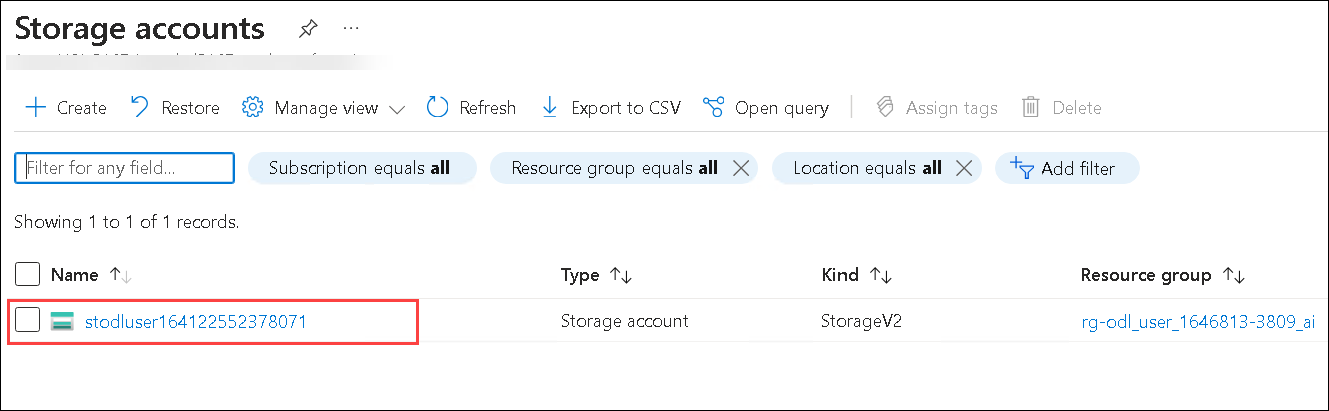 Storage accounts
Create Restore Manage view Refresh Export to CSV Open query Assign tags Delete
Filter for any field... Subscription equals all Resource group equals all Location equals all Add filter
Showing 1 to 1 of 1 records.
Name Type Kind Resource group
stodluser164122552378071 Storage account StorageV2 rg-odl_user_1646813-3809_ai